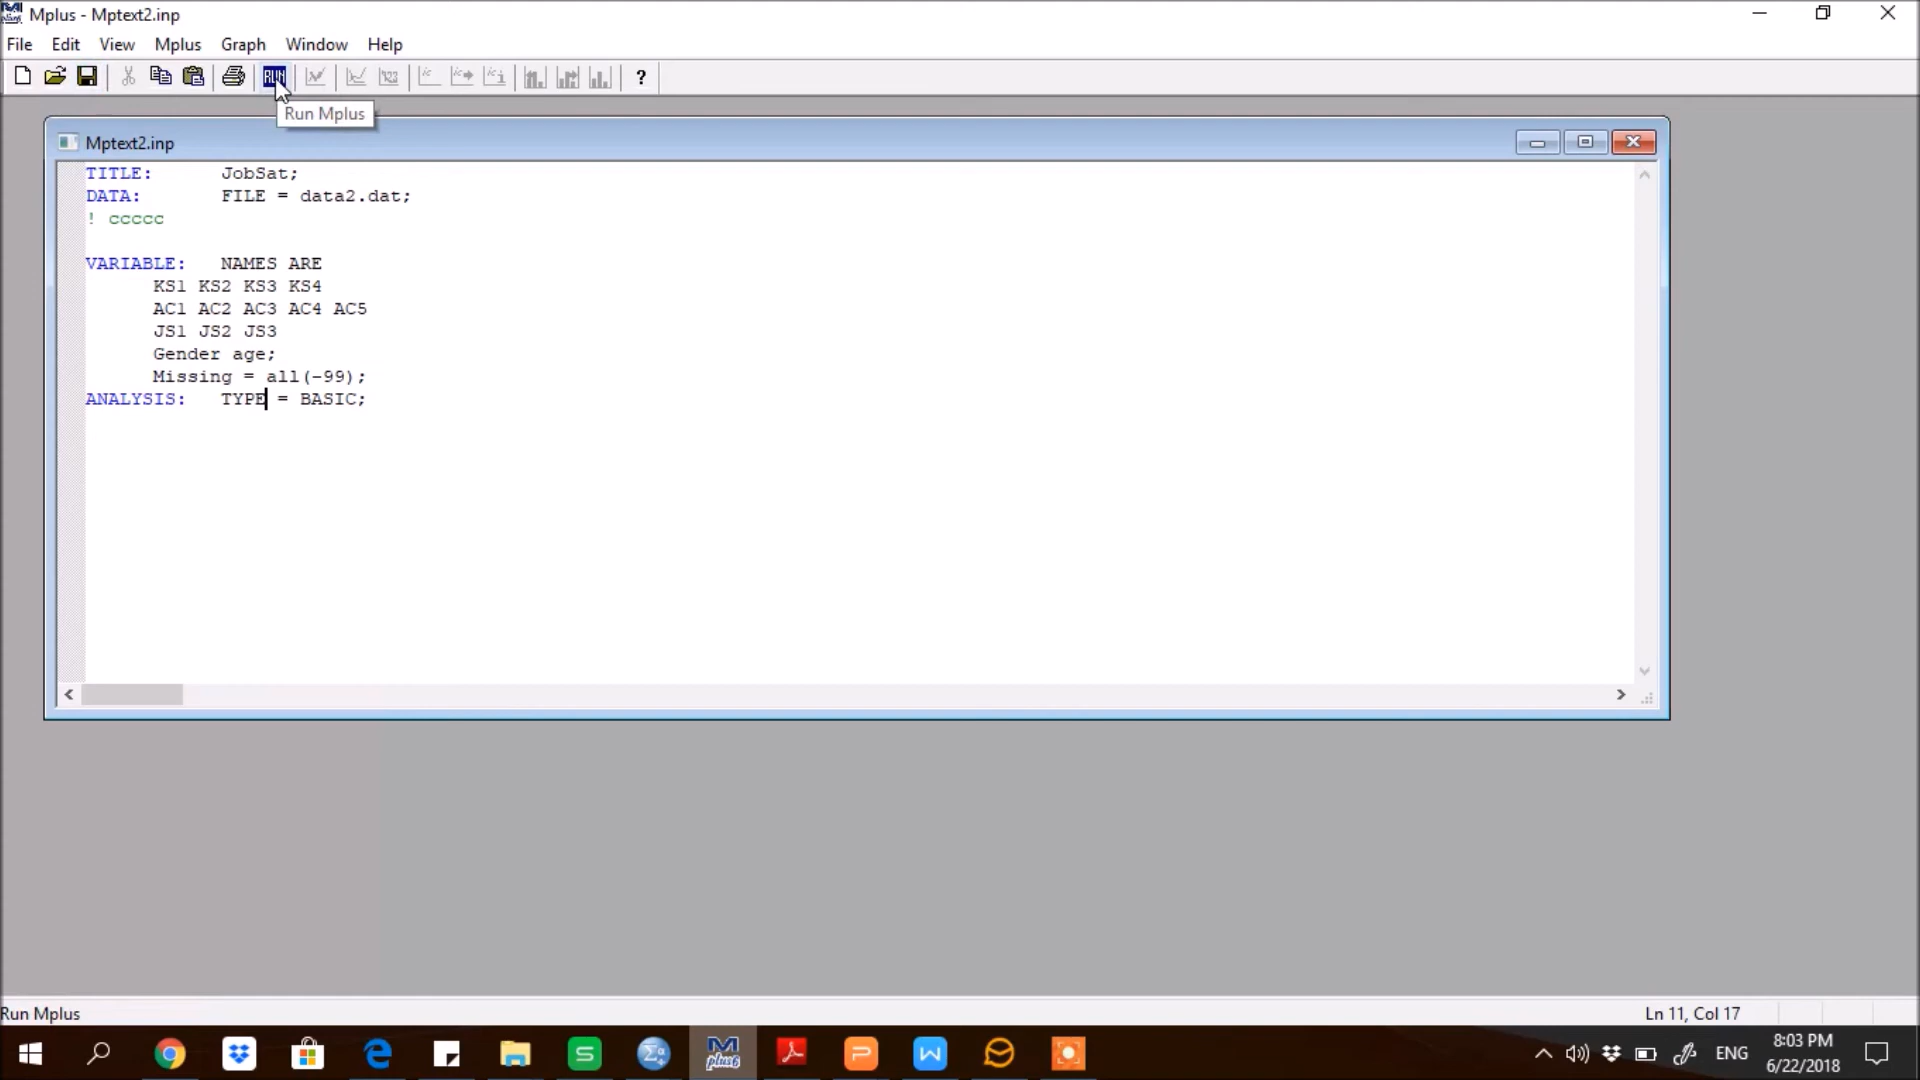 Mplus - Mptext2.inp
File Edit View Mplus Graph Window Help
RUN
?
Run Mplus
Mptext2.inp
TITLE: JobSat;
DATA: FILE = data2.dat;
! ccccc
VARIABLE: NAMES ARE
KS1 KS2 KS3 KS4
AC1 AC2 AC3 AC4 AC5
JS1 JS2 JS3
Gender age;
Missing = all(-99);
ANALYSIS: TYPE = BASIC;
Run Mplus
Ln 11, Col 17
ENG
8:03 PM
6/22/2018